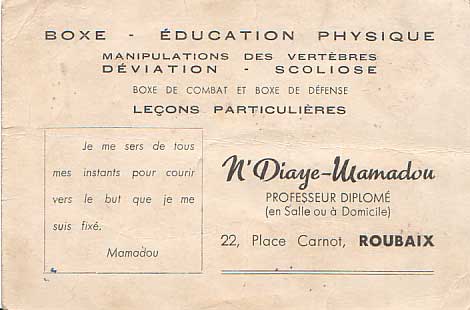 BOXE - ÉDUCATION PHYSIQUE
MANIPULATIONS DES VERTÈBRES
DÉVIATION - SCOLIOSE
BOXE DE COMBAT ET BOXE DE DÉFENSE
LEÇONS PARTICULIÈRES
Je me sers de tous
mes instants pour courir
vers le but que je me
suis fixé.
Mamadou
N'Diaye-Mamadou
PROFESSEUR DIPLOMÉ
(en Salle ou à Domicile)
22, Place Carnot, ROUBAIX